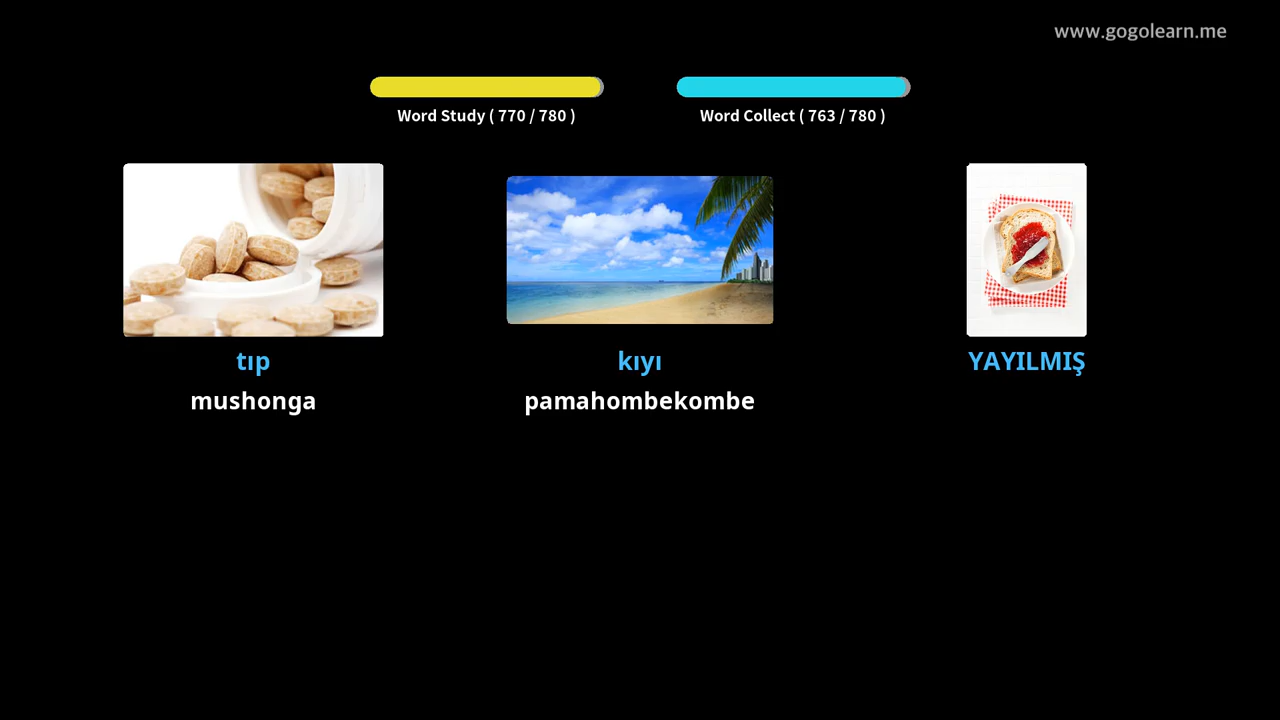 www.gogolearn.me
Word Study ( 770 / 780 )
Word Collect ( 763 / 780 )
tıp
mushonga
kıyı
pamahombekombe
YAYILMIŞ